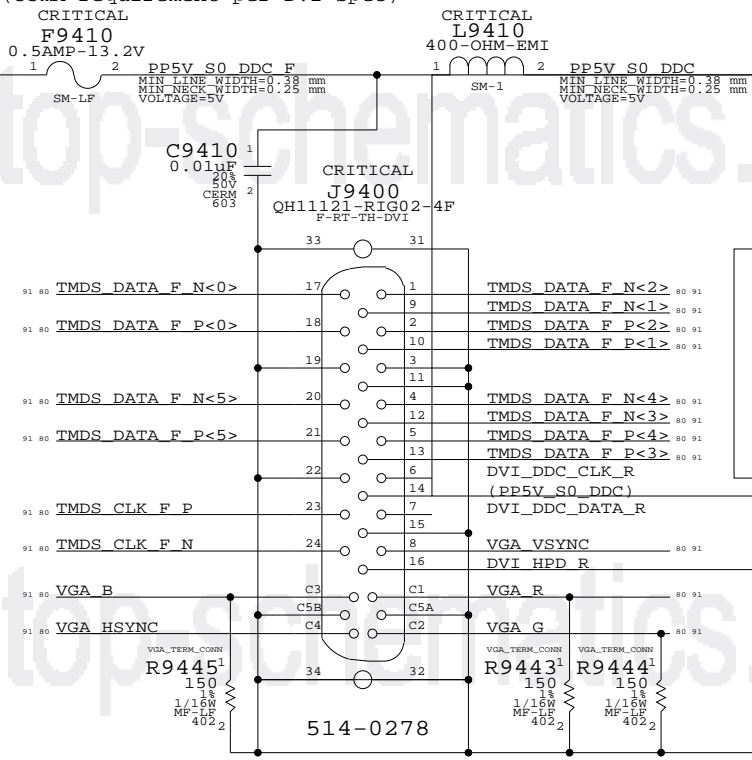 (55mA requirement per DVI spec)
CRITICAL
F9410
0.5AMP-13.2V
1 2
SM-LF
PP5V_S0_DDC_F
MIN_LINE_WIDTH=0.38 mm
MIN_NECK_WIDTH=0.25 mm
VOLTAGE=5V
CRITICAL
L9410
400-OHM-EMI
1 2
SM-1
PP5V_S0_DDC
MIN_LINE_WIDTH=0.38 mm
MIN_NECK_WIDTH=0.25 mm
VOLTAGE=5V
top-schematics.
C9410
0.01uF
20%
50V
CERM
603
1
2
CRITICAL
J9400
QH11121-RIG02-4F
F-RT-TH-DVI
33 31
91 80 TMDS_DATA_F_N<0> 17 1 TMDS_DATA_F_N<2> 80 91
9 TMDS_DATA_F_N<1> 80 91
91 80 TMDS_DATA_F_P<0> 18 2 TMDS_DATA_F_P<2> 80 91
10 TMDS_DATA_F_P<1> 80 91
19 3
11
91 80 TMDS_DATA_F_N<5> 20 4 TMDS_DATA_F_N<4> 80 91
12 TMDS_DATA_F_N<3> 80 91
91 80 TMDS_DATA_F_P<5> 21 5 TMDS_DATA_F_P<4> 80 91
13 TMDS_DATA_F_P<3> 80 91
22 6 DVI_DDC_CLK_R
14 (PP5V_S0_DDC)
91 80 TMDS_CLK_F_P 23 7 DVI_DDC_DATA_R
15
91 80 TMDS_CLK_F_N 24 8 VGA_VSYNC 80 91
16 DVI_HPD_R
91 80 VGA_B C3 C1 VGA_R 80 91
C5B C5A
91 80 VGA_HSYNC C4 C2 VGA_G 80 91
top-schematics.
VGA_TERM_CONN
R9445
150
1%
1/16W
MF-LF
402
1
2
34 32
VGA_TERM_CONN
R9443
150
1%
1/16W
MF-LF
402
1
2
VGA_TERM_CONN
R9444
150
1%
1/16W
MF-LF
402
1
2
514-0278